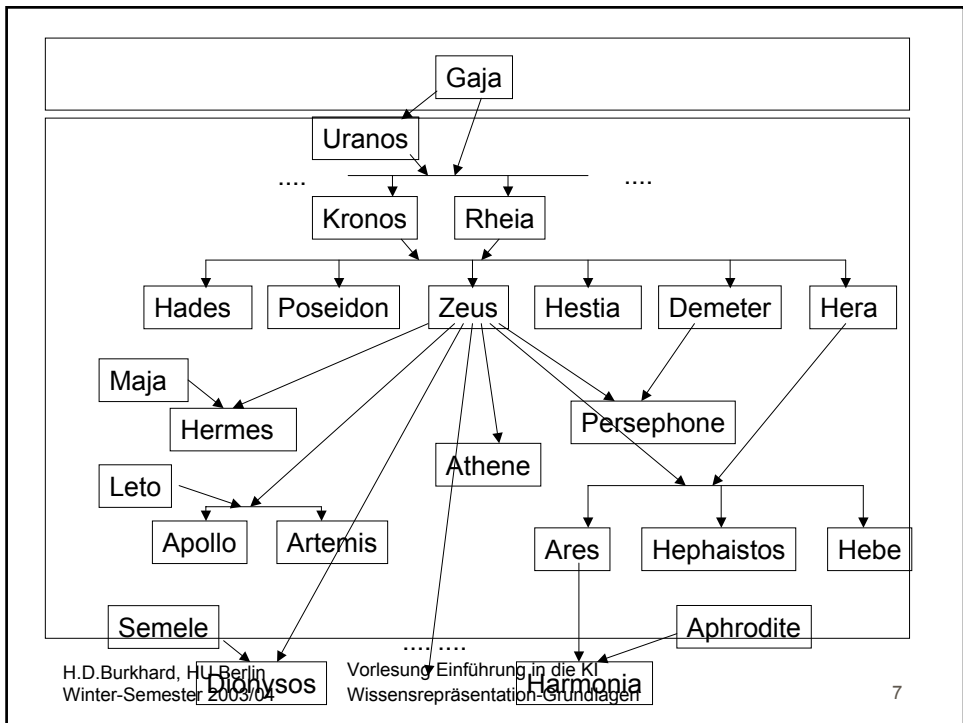 Gaja
Uranos
.... ....
Kronos Rheia
Hades Poseidon Zeus Hestia Demeter Hera
Maja
Hermes Persephone
Athene
Leto
Apollo Artemis Ares Hephaistos Hebe
Semele Aphrodite
.... ....
Dionysos Harmonia
H.D.Burkhard, HU Berlin
Winter-Semester 2003/04
Vorlesung Einführung in die KI
Wissensrepräsentation-Grundlagen
7